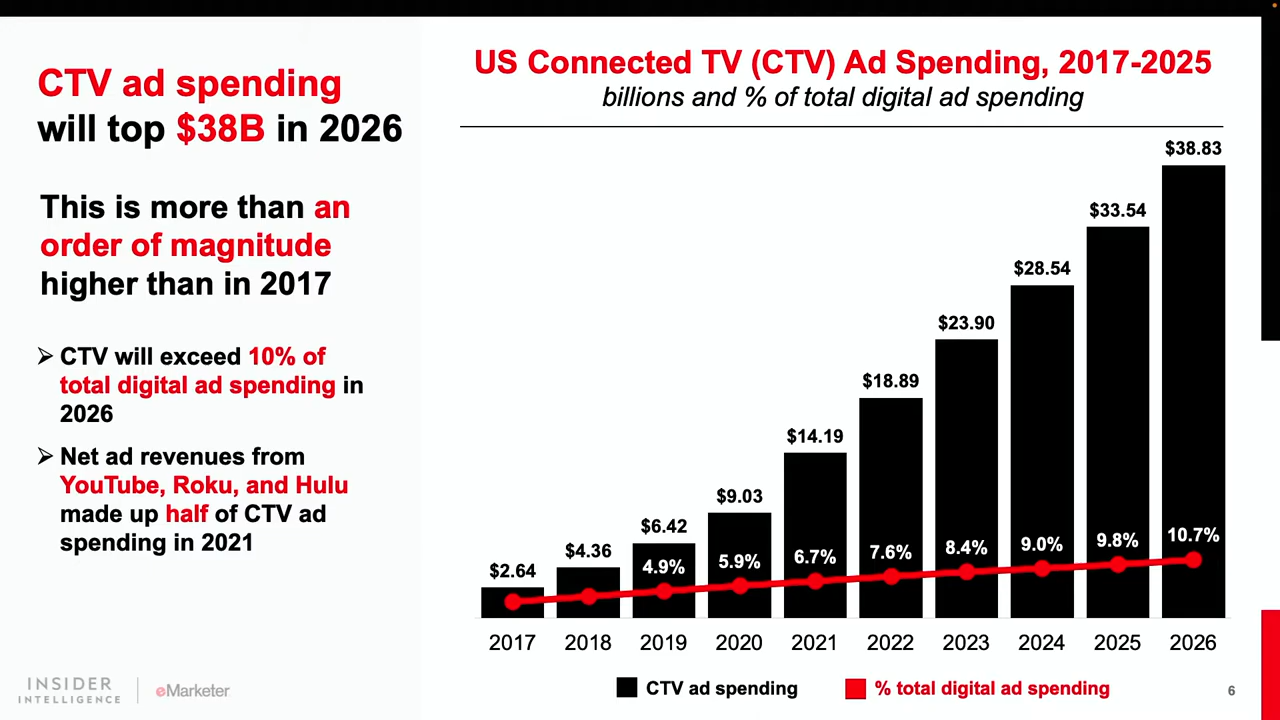 CTV ad spending
will top $38B in 2026
This is more than an
order of magnitude
higher than in 2017
➢ CTV will exceed 10% of
total digital ad spending in
2026
➢ Net ad revenues from
YouTube, Roku, and Hulu
made up half of CTV ad
spending in 2021
US Connected TV (CTV) Ad Spending, 2017-2025
billions and % of total digital ad spending
$2.64
$4.36
$6.42
$9.03
$14.19
$18.89
$23.90
$28.54
$33.54
$38.83
4.9%
5.9%
6.7%
7.6%
8.4%
9.0%
9.8%
10.7%
2017 2018 2019 2020 2021 2022 2023 2024 2025 2026
CTV ad spending
% total digital ad spending
INSIDER
INTELLIGENCE
eMarketer
6